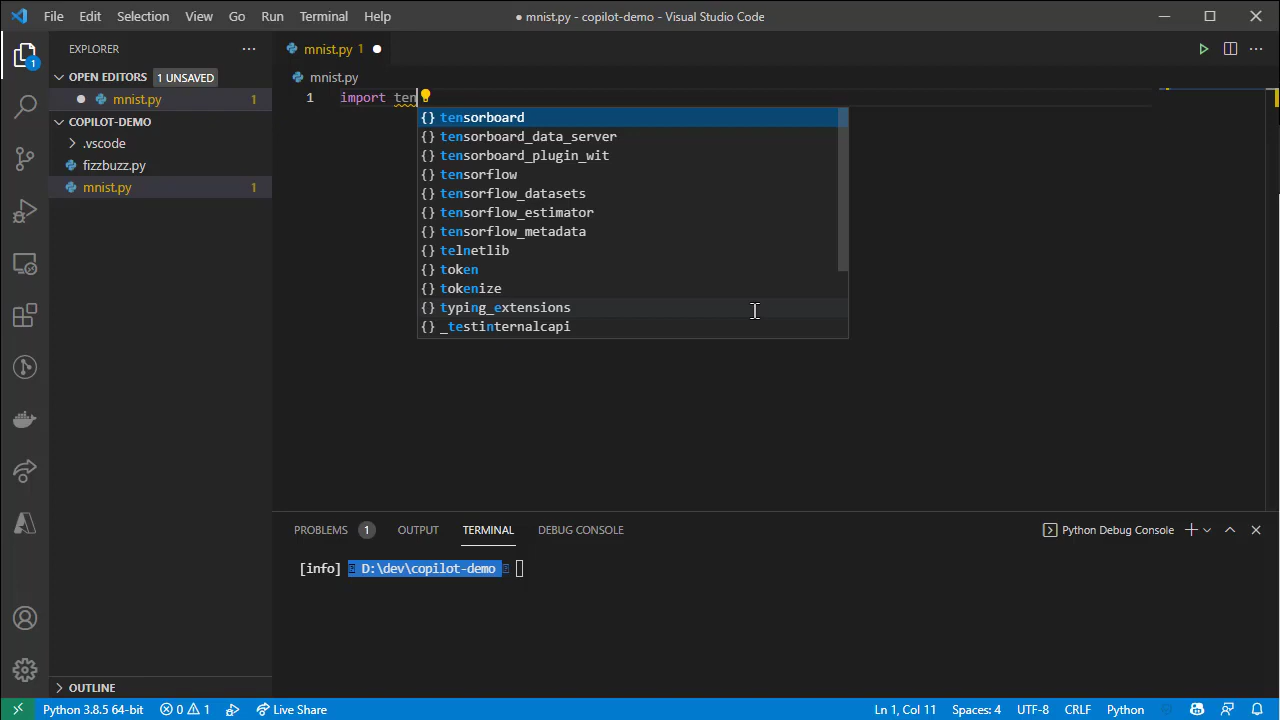 File Edit Selection View Go Run Terminal Help
● mnist.py - copilot-demo - Visual Studio Code
EXPLORER
OPEN EDITORS 1 UNSAVED
mnist.py 1
COPILOT-DEMO
.vscode
fizzbuzz.py
mnist.py 1
OUTLINE
1
mnist.py 1
mnist.py
1 import ten
{} tensorboard
{} tensorboard_data_server
{} tensorboard_plugin_wit
{} tensorflow
{} tensorflow_datasets
{} tensorflow_estimator
{} tensorflow_metadata
{} telnetlib
{} token
{} tokenize
{} typing_extensions
{} _testinternalcapi
PROBLEMS 1 OUTPUT TERMINAL DEBUG CONSOLE
Python Debug Console
[info] D:\dev\copilot-demo
Python 3.8.5 64-bit 0 1 Live Share
Ln 1, Col 11 Spaces: 4 UTF-8 CRLF Python